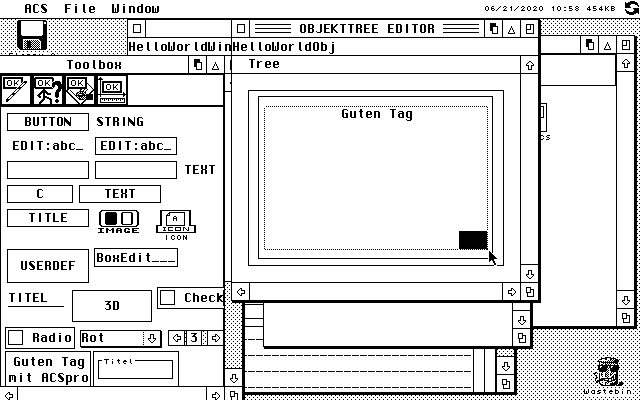 ACS File Window
06/21/2020 10:58 454KB
OBJEKTTREE EDITOR
HelloWorldWin
HelloWorldObj
Toolbox
Tree
OK OK OK OK
Guten Tag
BUTTON STRING
EDIT:abc_ EDIT:abc_
TEXT
C TEXT
TITLE IMAGE ICON
ICON
USERDEF BoxEdit___
TITEL 3D Check
Radio Rot 3
Guten Tag
mit ACSpro
Titel
Wastebin